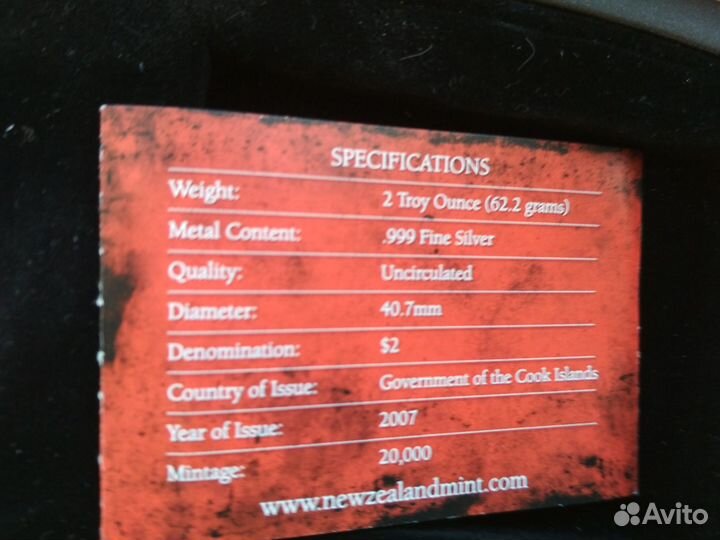 SPECIFICATIONS
Weight: 2 Troy Ounce (62.2 grams)
Metal Content: .999 Fine Silver
Quality: Uncirculated
Diameter: 40.7mm
Denomination: $2
Country of Issue: Government of the Cook Islands
Year of Issue: 2007
Mintage: 20,000
www.newzealandmint.com
Avito